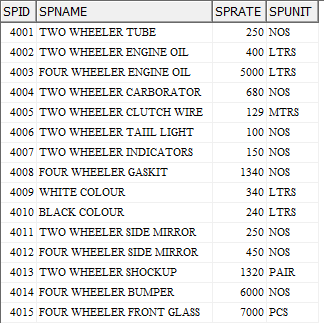 SPID SPNAME SPRATE SPUNIT
4001 TWO WHEELER TUBE 250 NOS
4002 TWO WHEELER ENGINE OIL 400 LTRS
4003 FOUR WHEELER ENGINE OIL 5000 LTRS
4004 TWO WHEELER CARBORATOR 680 NOS
4005 TWO WHEELER CLUTCH WIRE 129 MTRS
4006 TWO WHEELER TAIIL LIGHT 100 NOS
4007 TWO WHEELER INDICATORS 150 NOS
4008 FOUR WHEELER GASKIT 1340 NOS
4009 WHITE COLOUR 340 LTRS
4010 BLACK COLOUR 240 LTRS
4011 TWO WHEELER SIDE MIRROR 250 NOS
4012 FOUR WHEELER SIDE MIRROR 450 NOS
4013 TWO WHEELER SHOCKUP 1320 PAIR
4014 FOUR WHEELER BUMPER 6000 NOS
4015 FOUR WHEELER FRONT GLASS 7000 PCS